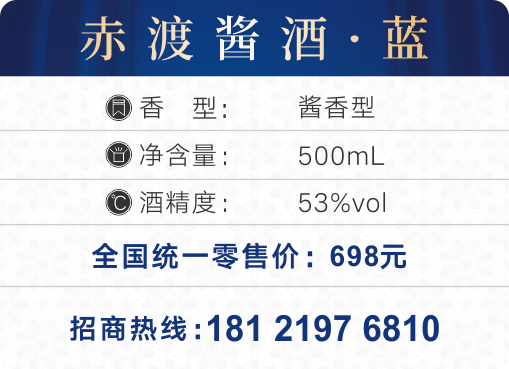 赤渡酱酒·蓝
香 型： 酱香型
净含量： 500mL
酒精度： 53%vol
全国统一零售价：698元
招商热线:181 2197 6810